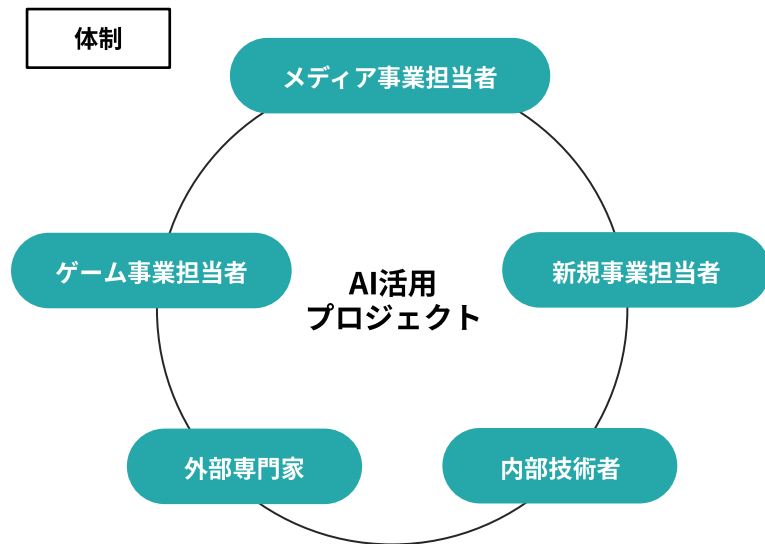 体制
メディア事業担当者
ゲーム事業担当者
新規事業担当者
AI活用
プロジェクト
外部専門家
内部技術者